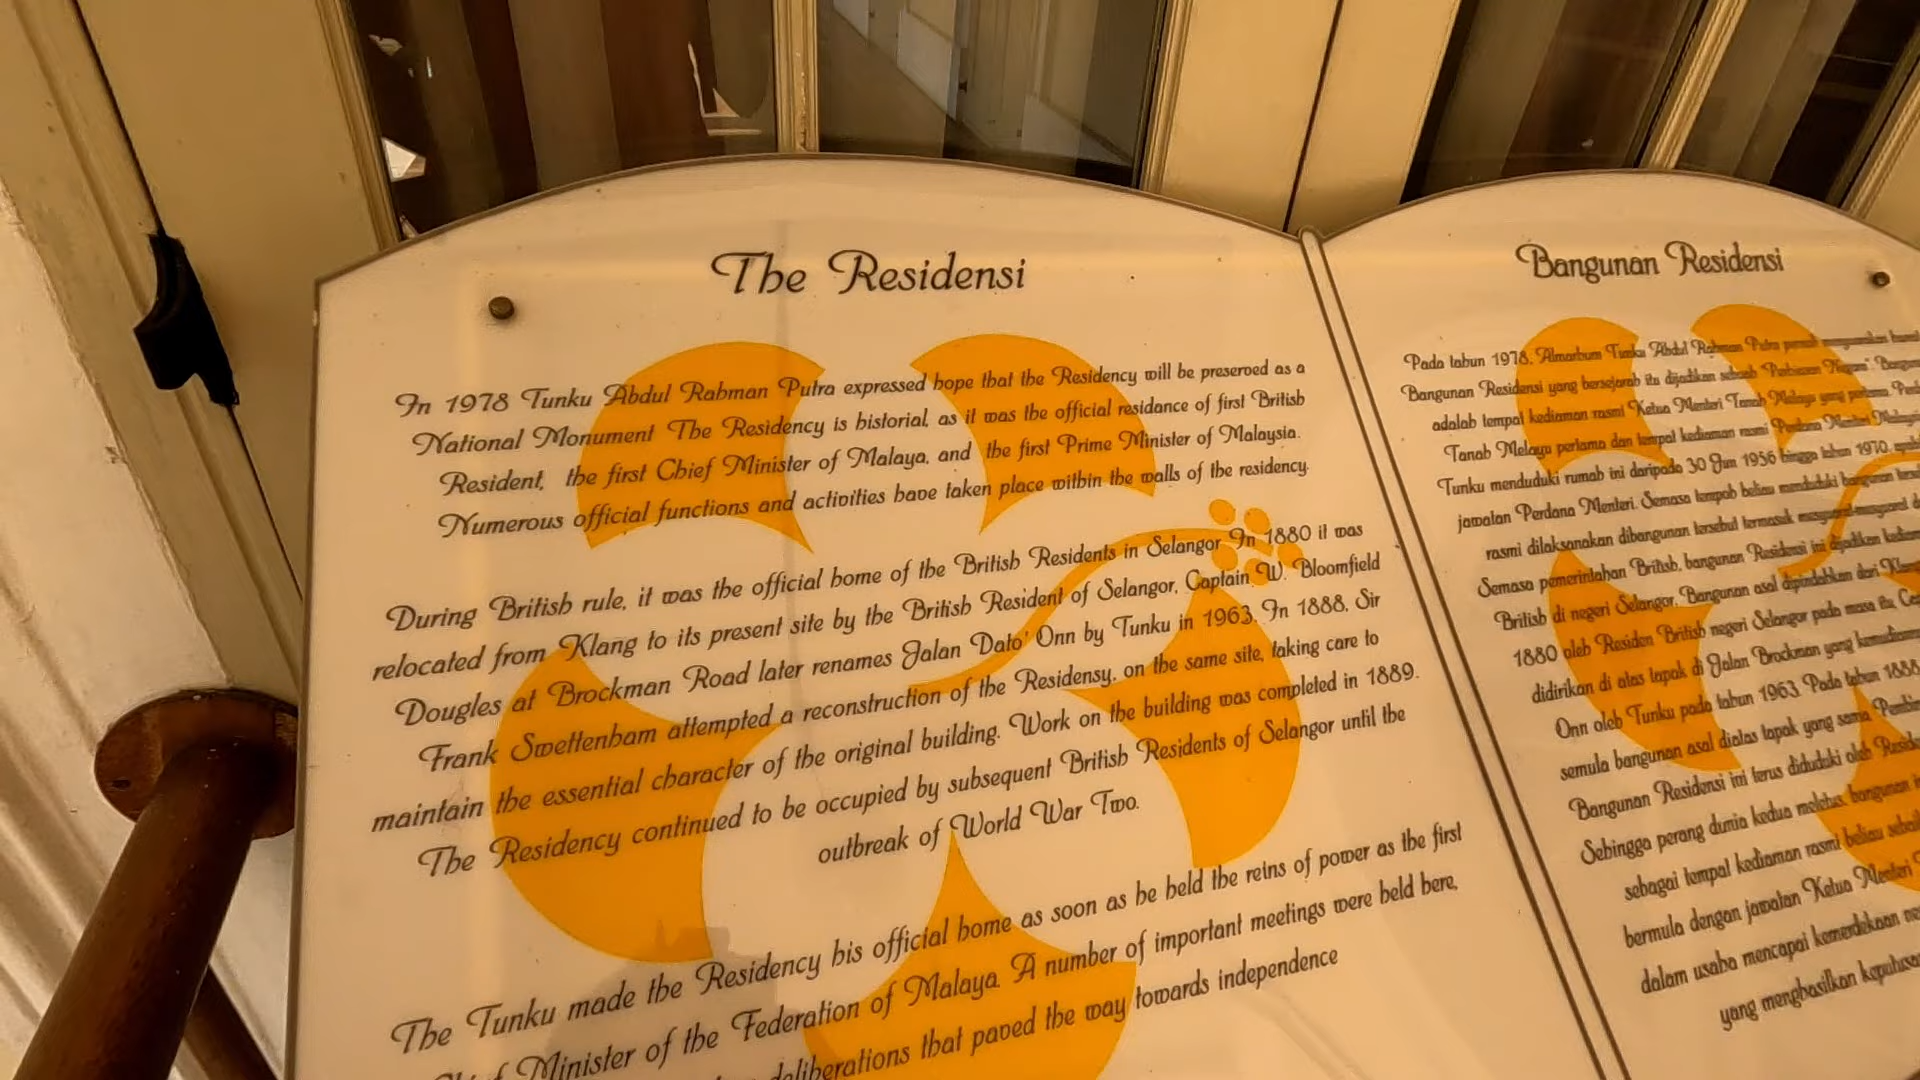 The Residensi
In 1978 Tunku Abdul Rahman Putra expressed hope that the Residency will be preserved as a
National Monument The Residency is historial, as it was the official residance of first British
Resident, the first Chief Minister of Malaya, and the first Prime Minister of Malaysia.
Numerous official functions and activities have taken place within the walls of the residency.
During British rule, it was the official home of the British Residents in Selangor In 1880 it was
relocated from Klang to its present site by the British Resident of Selangor, Captain W. Bloomfield
Dougles at Brockman Road later renames Jalan Dato' Onn by Tunku in 1963. In 1888, Sir
Frank Swettenham attempted a reconstruction of the Residensy, on the same site, taking care to
maintain the essential character of the original building. Work on the building was completed in 1889.
The Residency continued to be occupied by subsequent British Residents of Selangor until the
outbreak of World War Two.
The Tunku made the Residency his official home as soon as he held the reins of power as the first
Minister of the Federation of Malaya. A number of important meetings were held here,
deliberations that paved the way towards independence
Bangunan Residensi
Pada tahun 1978, Almarhum Tunku Abdul Rahman Putra pernah
Bangunan Residensi yang bersejarah itu dijadikan sebuah
adalah tempat kediaman rasmi Ketua Menteri Tanah Melayu yang pertama
Tanah Melayu pertama dan tempat kediaman rasmi Perdana Menteri
Tunku menduduki rumah ini daripada 30 Jun 1956 hingga tahun 1970,
jawatan Perdana Menteri. Semasa tempoh beliau menduduki bangunan
rasmi dilaksanakan dibangunan tersebut termasuk mesyuarat-mesyuarat
Semasa pemerintahan British, bangunan Residensi ini dijadikan
British di negeri Selangor. Bangunan asal dipindahkan dari
1880 oleh Residen British negeri Selangor pada masa itu,
didirikan di atas tapak di Jalan Brockman yang
Onn oleh Tunku pada tahun 1963. Pada tahun 1888
semula bangunan asal diatas tapak yang sama.
Bangunan Residensi ini terus diduduki oleh
Sehingga perang dunia kedua meletus, bangunan
sebagai tempat kediaman rasmi beliau
bermula dengan jawatan Ketua Menteri
dalam usaha mencapai kemerdekaan
yang menghasilkan